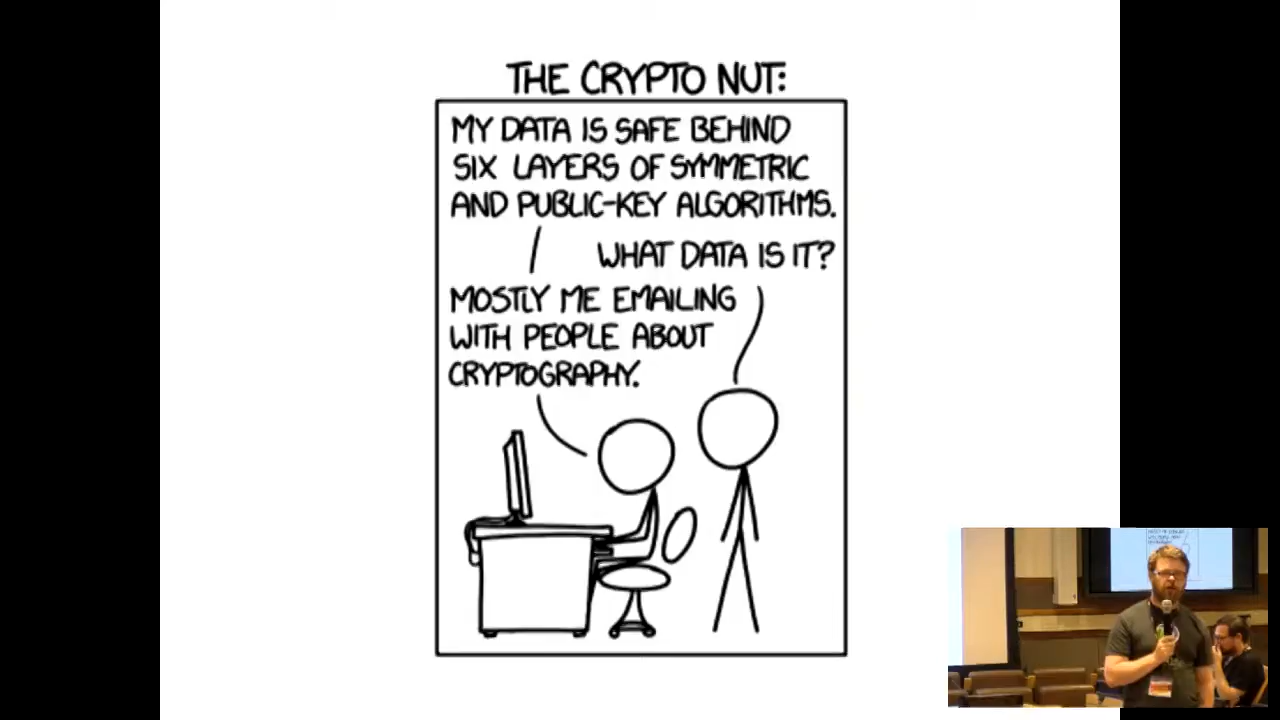 THE CRYPTO NUT:
MY DATA IS SAFE BEHIND
SIX LAYERS OF SYMMETRIC
AND PUBLIC-KEY ALGORITHMS.
WHAT DATA IS IT?
MOSTLY ME EMAILING
WITH PEOPLE ABOUT
CRYPTOGRAPHY.